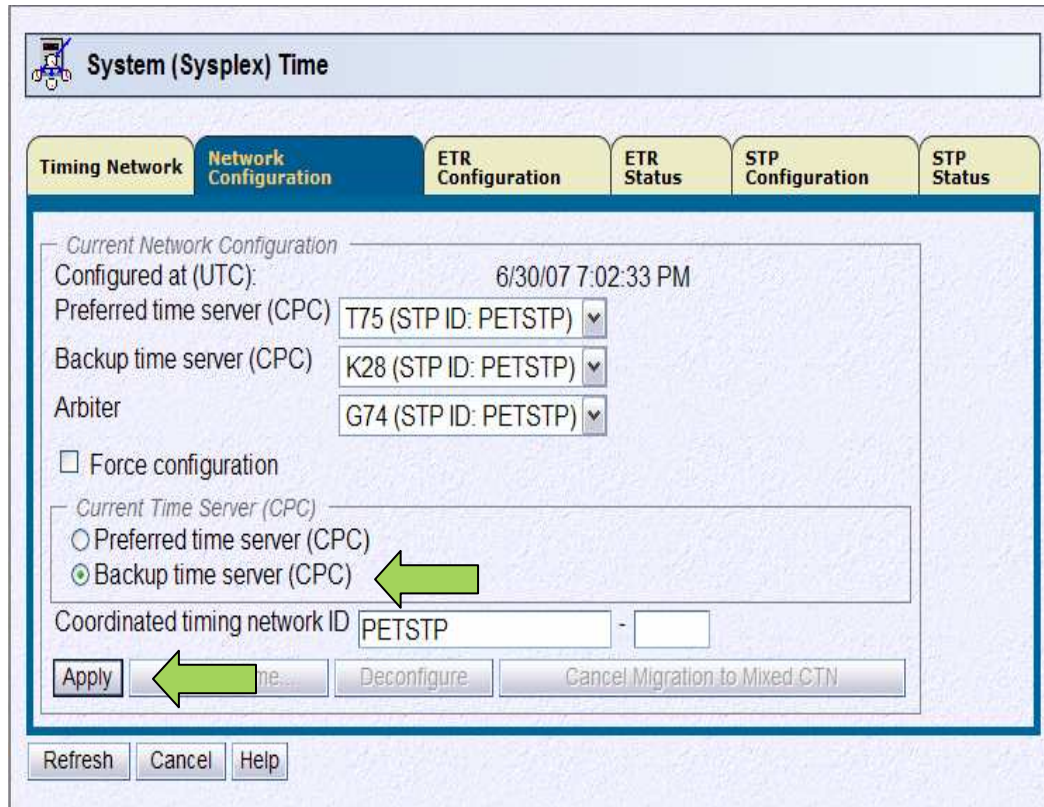 System (Sysplex) Time
Timing Network
Network Configuration
ETR Configuration
ETR Status
STP Configuration
STP Status
Current Network Configuration
Configured at (UTC): 6/30/07 7:02:33 PM
Preferred time server (CPC) T75 (STP ID: PETSTP)
Backup time server (CPC) K28 (STP ID: PETSTP)
Arbiter G74 (STP ID: PETSTP)
Force configuration
Current Time Server (CPC)
Preferred time server (CPC)
Backup time server (CPC)
Coordinated timing network ID PETSTP -
Apply Deconfigure Cancel Migration to Mixed CTN
Refresh Cancel Help